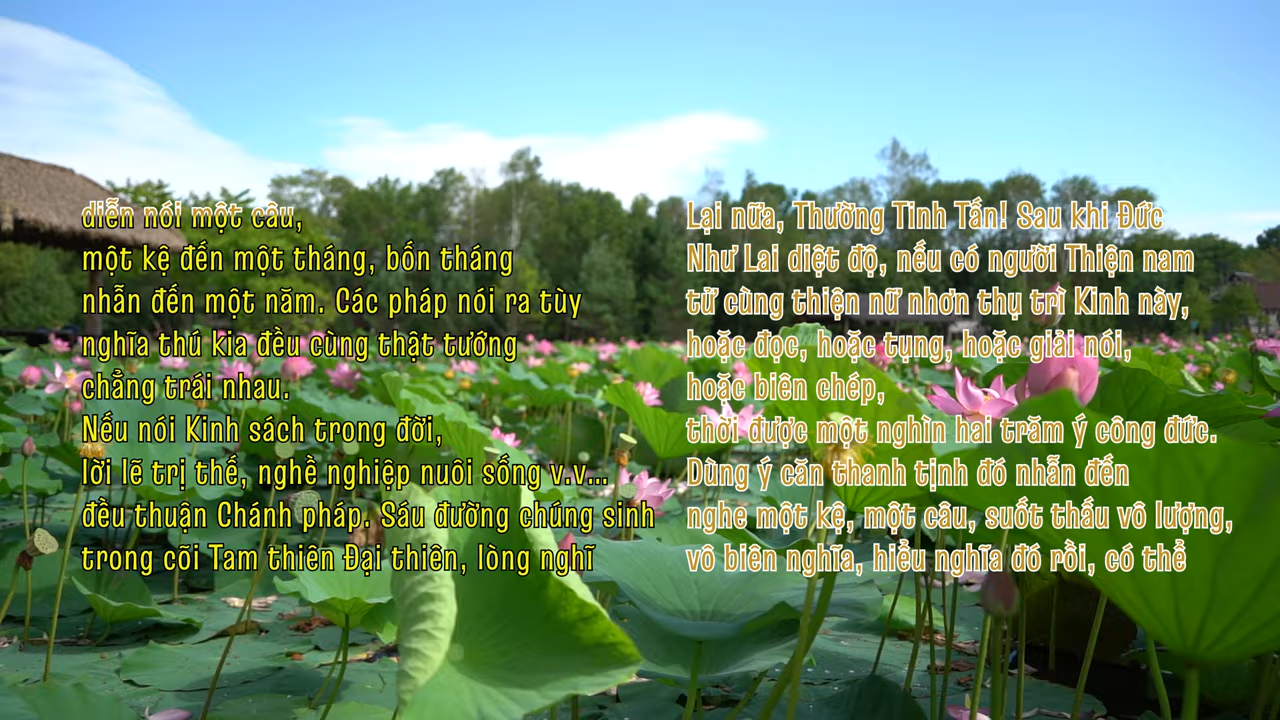 diễn nói một câu,
một kệ đến một tháng, bốn tháng
nhẫn đến một năm. Các pháp nói ra tùy
nghĩa thú kia đều cùng thật tướng
chẳng trái nhau.
Nếu nói Kinh sách trong đời,
lời lẽ trị thế, nghề nghiệp nuôi sống v.v...
đều thuận Chánh pháp. Sáu đường chúng sinh
trong cõi Tam thiên Đại thiên, lòng nghĩ
Lại nữa, Thường Tinh Tấn! Sau khi Đức
Như Lai diệt độ, nếu có người Thiện nam
tử cùng thiện nữ nhơn thụ trì Kinh này,
hoặc đọc, hoặc tụng, hoặc giải nói,
hoặc biên chép,
thời được một nghìn hai trăm ý công đức.
Dùng ý căn thanh tịnh đó nhẫn đến
nghe một kệ, một câu, suốt thấu vô lượng,
vô biên nghĩa, hiểu nghĩa đó rồi, có thể